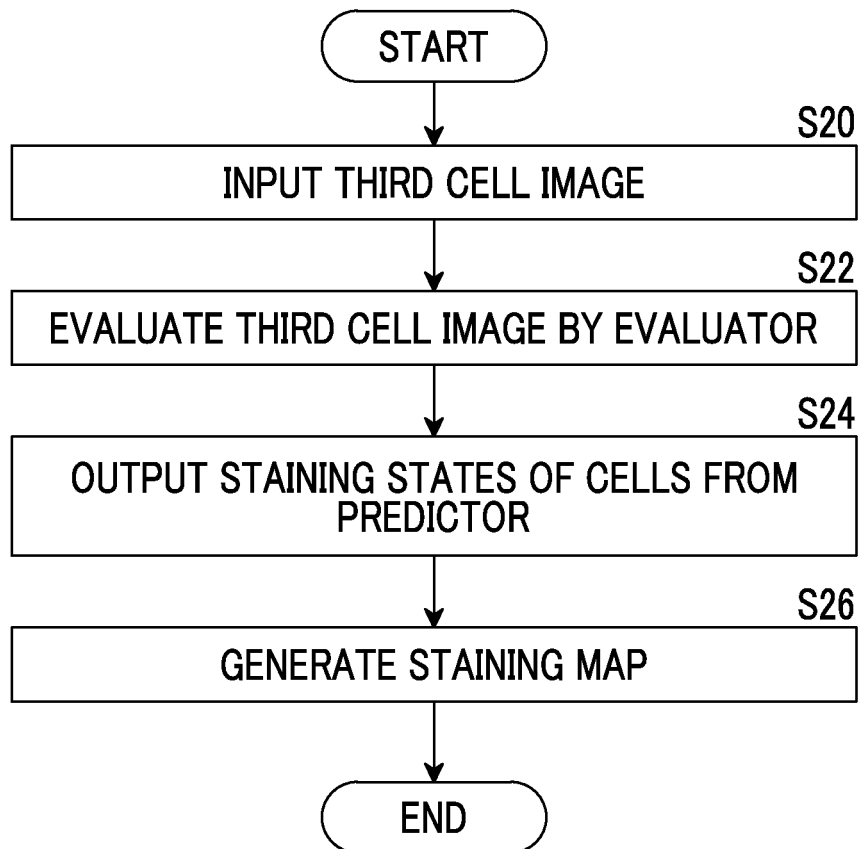 START
S20
INPUT THIRD CELL IMAGE
S22
EVALUATE THIRD CELL IMAGE BY EVALUATOR
S24
OUTPUT STAINING STATES OF CELLS FROM
PREDICTOR
S26
GENERATE STAINING MAP
END